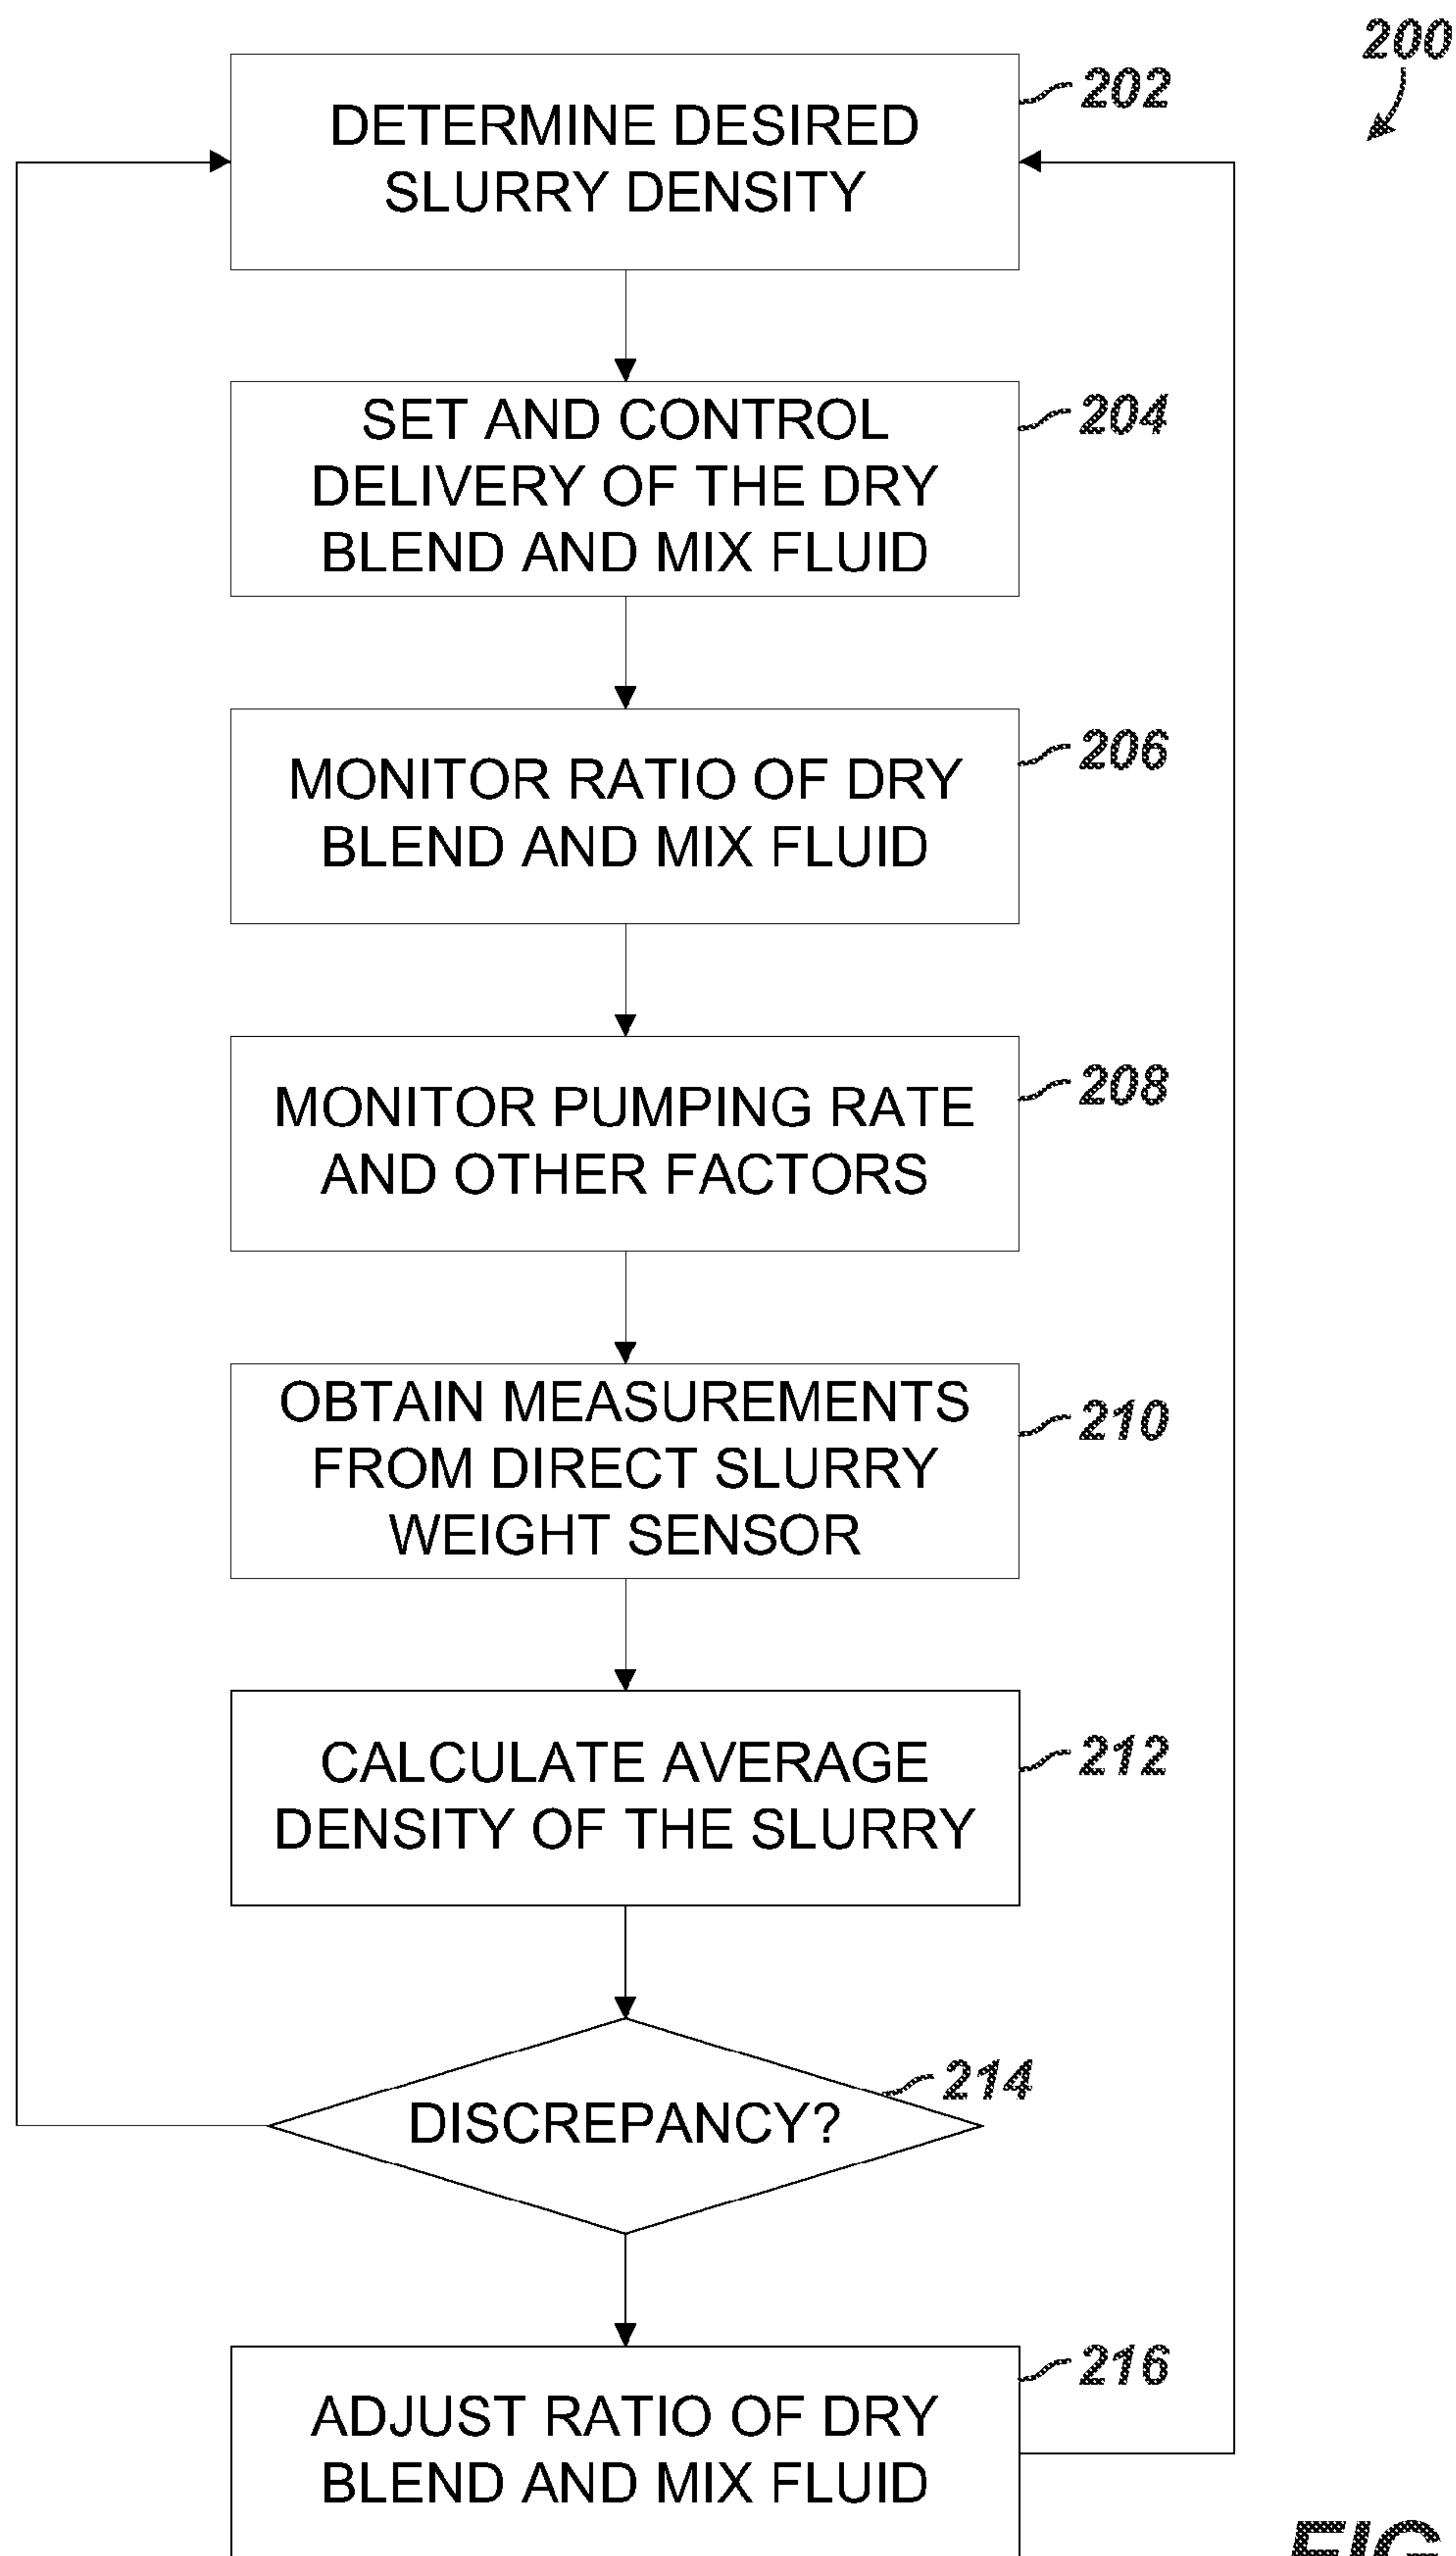 200
202
DETERMINE DESIRED
SLURRY DENSITY
204
SET AND CONTROL
DELIVERY OF THE DRY
BLEND AND MIX FLUID
206
MONITOR RATIO OF DRY
BLEND AND MIX FLUID
208
MONITOR PUMPING RATE
AND OTHER FACTORS
210
OBTAIN MEASUREMENTS
FROM DIRECT SLURRY
WEIGHT SENSOR
212
CALCULATE AVERAGE
DENSITY OF THE SLURRY
214
DISCREPANCY?
216
ADJUST RATIO OF DRY
BLEND AND MIX FLUID